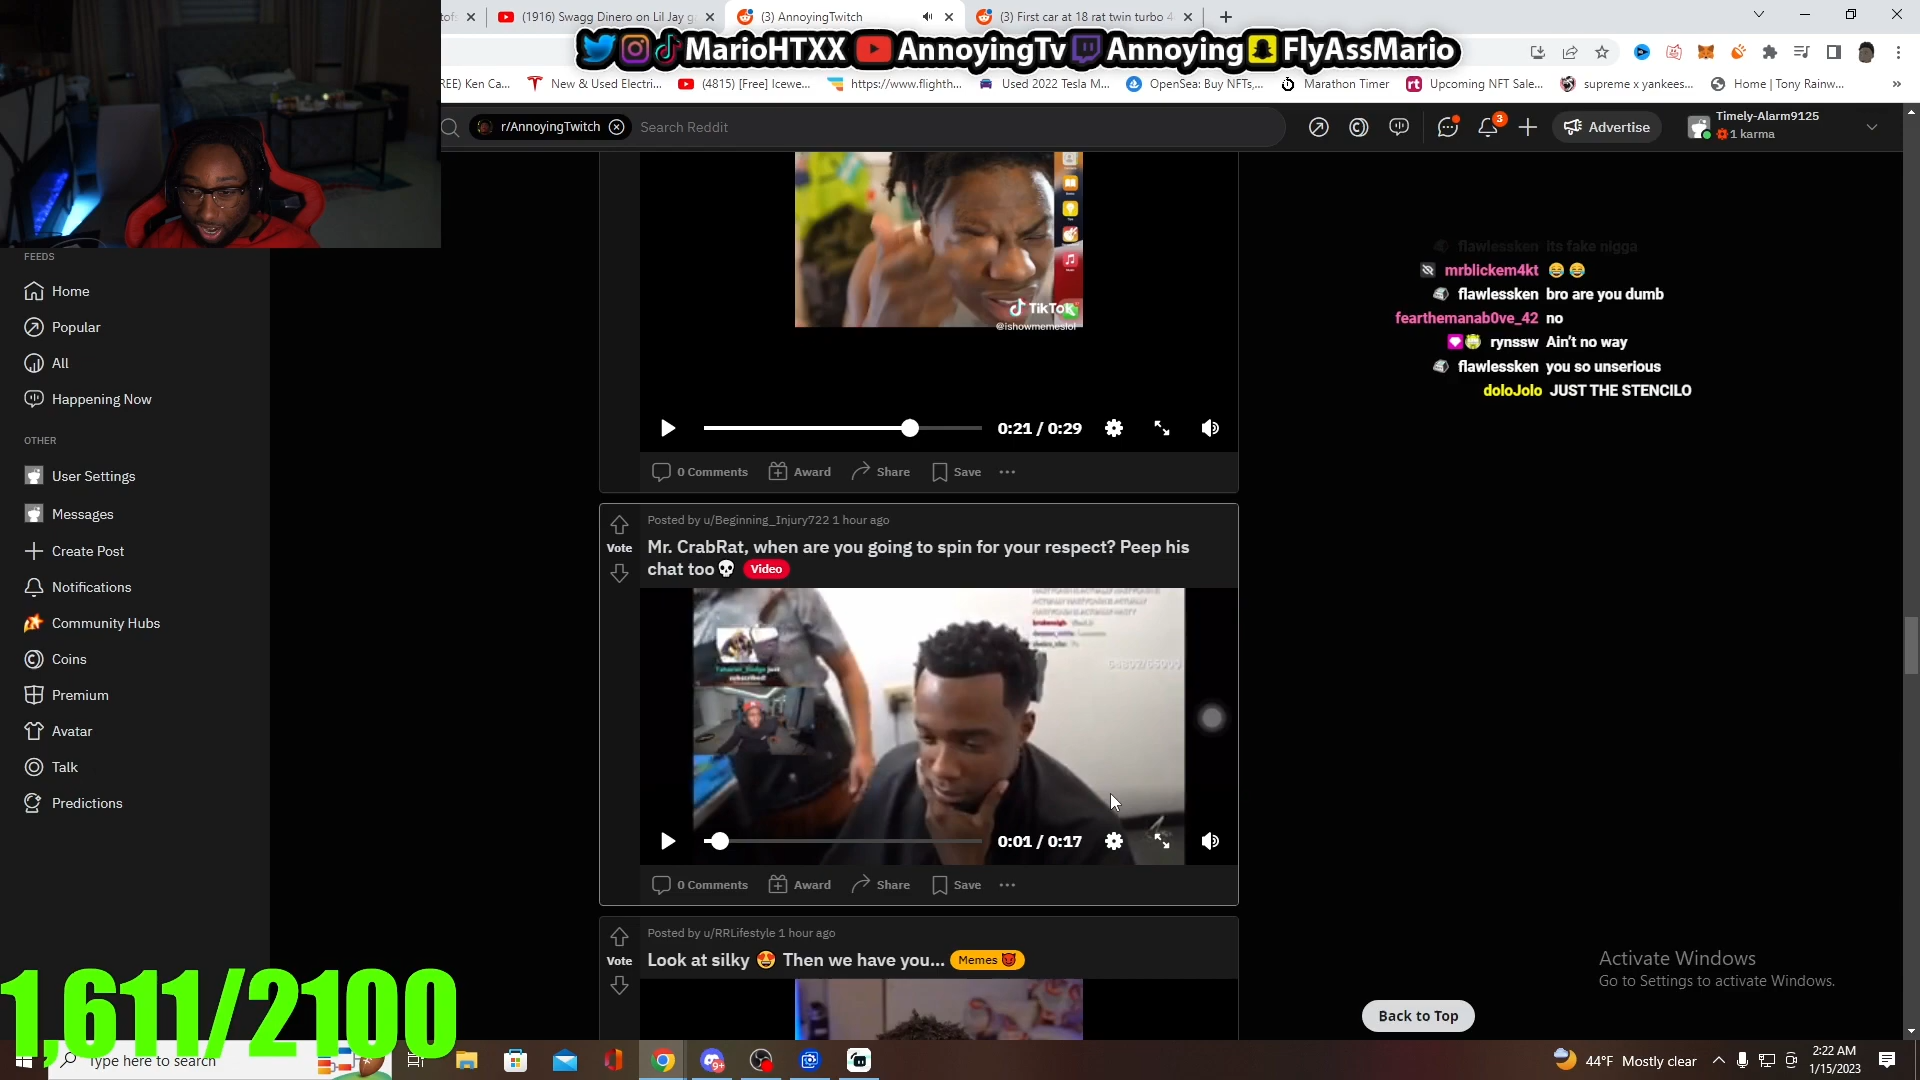 (1916) Swagg Dinero on Lil Jay g
(3) AnnoyingTwitch
(3) First car at 18 rat twin turbo 4
MarioHTXX AnnoyingTv Annoying FlyAssMario
REE) Ken Ca...
New & Used Electri...
(4815) [Free] Icewe...
https://www.flighth...
Used 2022 Tesla M...
OpenSea: Buy NFTs,...
Marathon Timer
Upcoming NFT Sale...
supreme x yankees...
Home | Tony Rainw...
r/AnnoyingTwitch
Search Reddit
3
Advertise
Timely-Alarm9125
1 karma
FEEDS
Home
Popular
All
Happening Now
OTHER
User Settings
Messages
Create Post
Notifications
Community Hubs
Coins
Premium
Avatar
Talk
Predictions
TikTok
@ishowmemeslol
0:21 / 0:29
0 Comments Award Share Save
Posted by u/Beginning_Injury722 1 hour ago
Vote
Mr. CrabRat, when are you going to spin for your respect? Peep his
chat too💀 Video
0:01 / 0:17
0 Comments Award Share Save
Posted by u/RRLifestyle 1 hour ago
Vote
Look at silky 😍 Then we have you... Memes 😈
flawlessken its fake nigga
mrblickem4kt 😂 😂
flawlessken bro are you dumb
fearthemanab0ve_42 no
rynssw Ain't no way
flawlessken you so unserious
doloJolo JUST THE STENCILO
Activate Windows
Go to Settings to activate Windows.
Back to Top
1,611/2100
Type here to search
9+
44°F Mostly clear
2:22 AM
1/15/2023